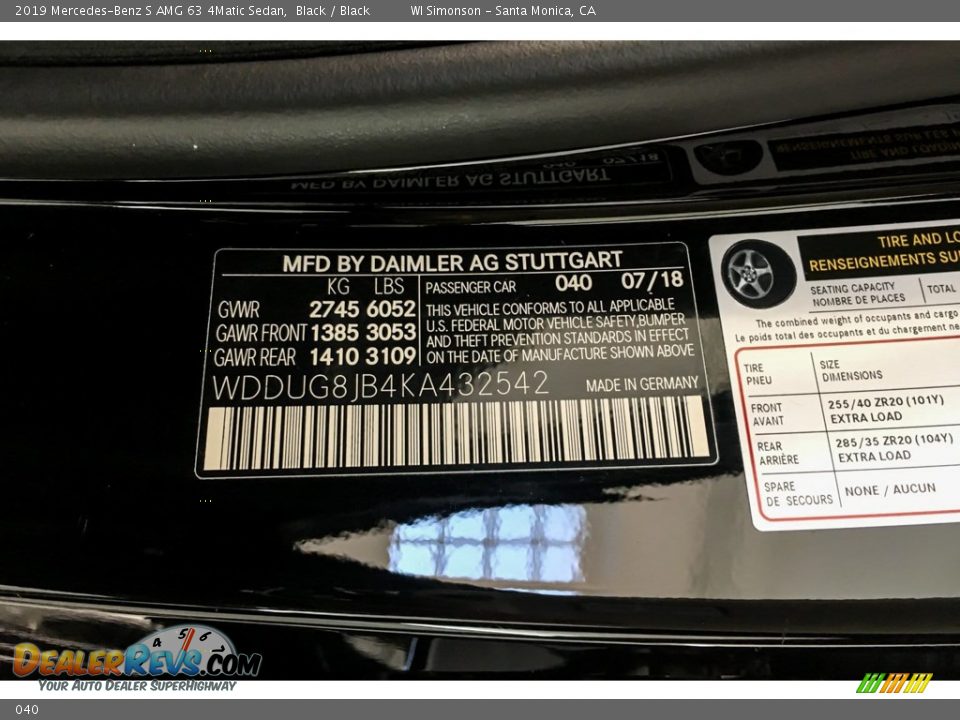 2019 Mercedes-Benz S AMG 63 4Matic Sedan,  Black / Black     WI Simonson - Santa Monica, CA
MFD BY DAIMLER AG STUTTGART
KG LBS PASSENGER CAR 040 07/18
GVWR 2745 6052
GAWR FRONT 1385 3053
GAWR REAR 1410 3109
THIS VEHICLE CONFORMS TO ALL APPLICABLE
U.S. FEDERAL MOTOR VEHICLE SAFETY,BUMPER
AND THEFT PREVENTION STANDARDS IN EFFECT
ON THE DATE OF MANUFACTURE SHOWN ABOVE
WDDUG8JB4KA432542 MADE IN GERMANY
TIRE AND LO
RENSEIGNEMENTS SU
SEATING CAPACITY
NOMBRE DE PLACES
TOTAL
The combined weight of occupants and cargo
Le poids total des occupants et du chargement ne
TIRE
PNEU
SIZE
DIMENSIONS
FRONT
AVANT
255/40 ZR20 (101Y)
EXTRA LOAD
REAR
ARRIÈRE
285/35 ZR20 (104Y)
EXTRA LOAD
SPARE
DE SECOURS
NONE / AUCUN
4 5 6
DEALERREVS.COM
YOUR AUTO DEALER SUPERHIGHWAY
040